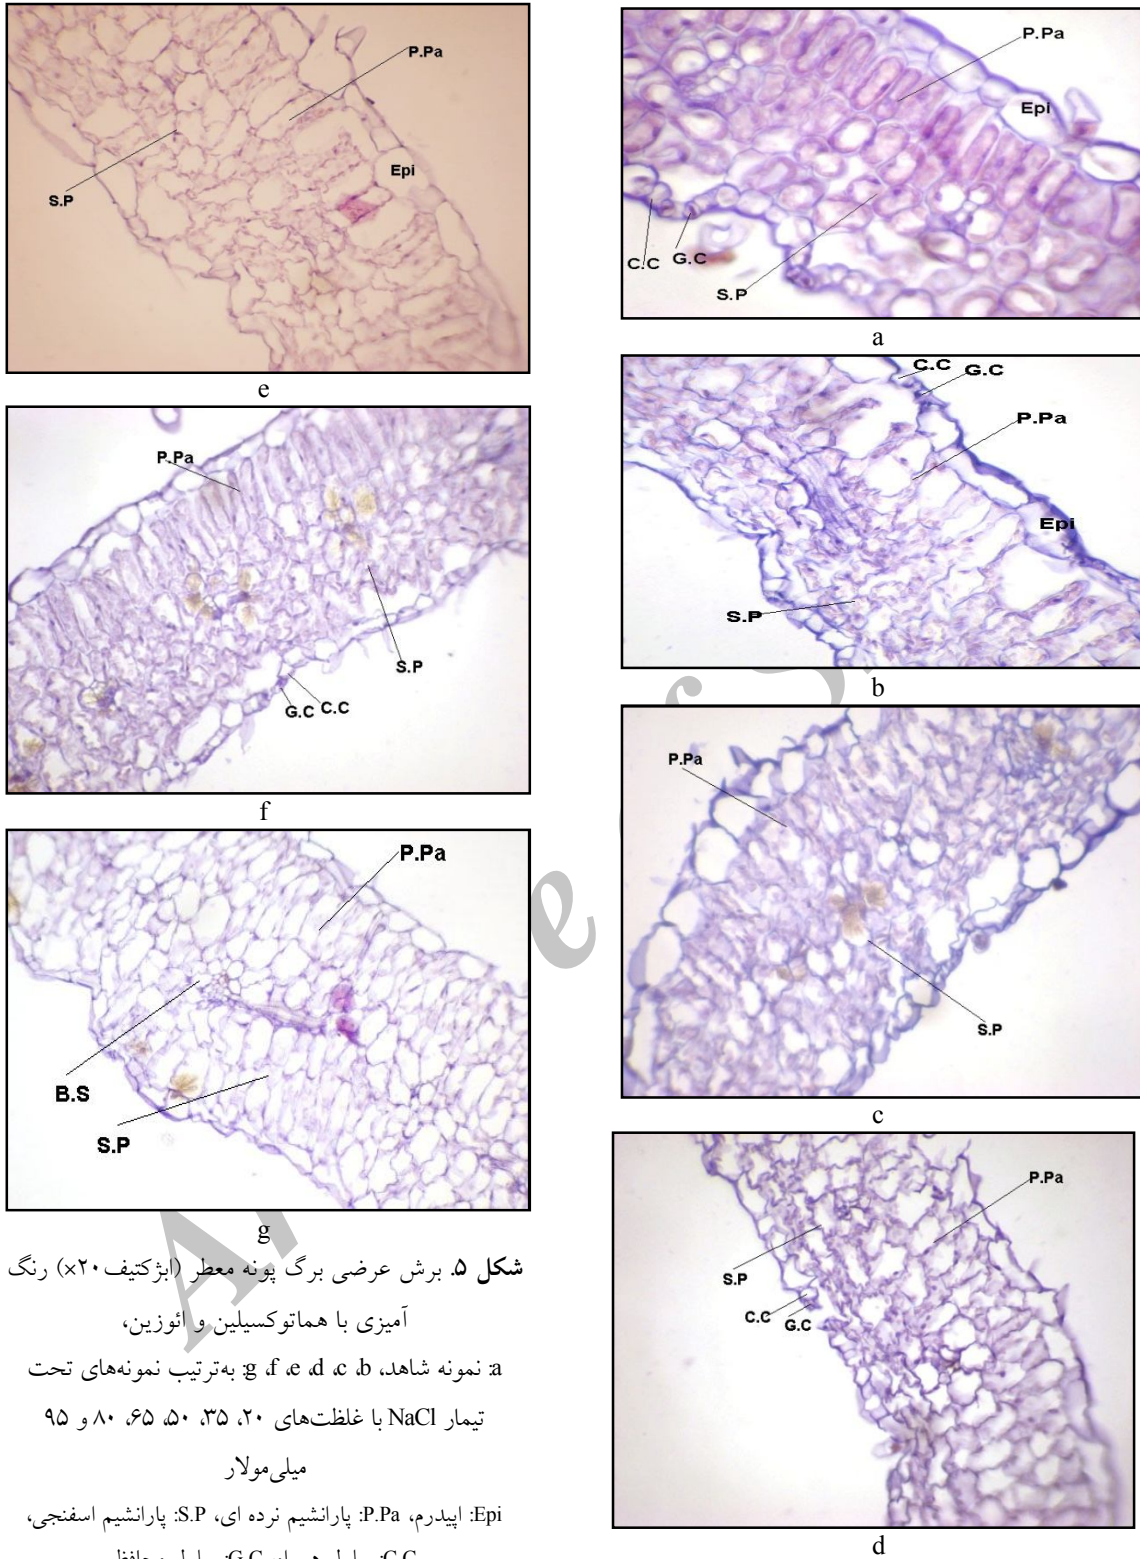 P.Pa
Epi
C.C
G.C
S.P
a
C.C
G.C
P.Pa
Epi
S.P
b
P.Pa
S.P
c
P.Pa
S.P
C.C
G.C
d
P.Pa
Epi
S.P
e
P.Pa
S.P
G.C C.C
f
P.Pa
B.S
S.P
g
شکل ۵. برش عرضی برگ پونه معطر (ابژکتیف ۲۰×) رنگ
آمیزی با هماتوکسیلین و ائوزین،
a: نمونه شاهد، g ،f ،e ،d ،c ،b: به‌ترتیب نمونه‌های تحت
تیمار NaCl با غلظت‌های ۲۰، ۳۵، ۵۰، ۶۵، ۸۰ و ۹۵
میلی‌مولار
Epi: اپیدرم، P.Pa: پارانشیم نرده ای، S.P: پارانشیم اسفنجی،